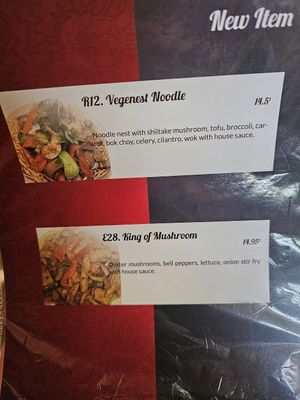 New Item
R12. Vegenest Noodle
14.5
Noodle nest with shiitake mushroom, tofu, broccoli, car-
rot, bok choy, celery, cilantro, wok with house sauce.
E28. King of Mushroom
14.95
Oyster mushrooms, bell peppers, lettuce, onion stir fry
with house sauce.